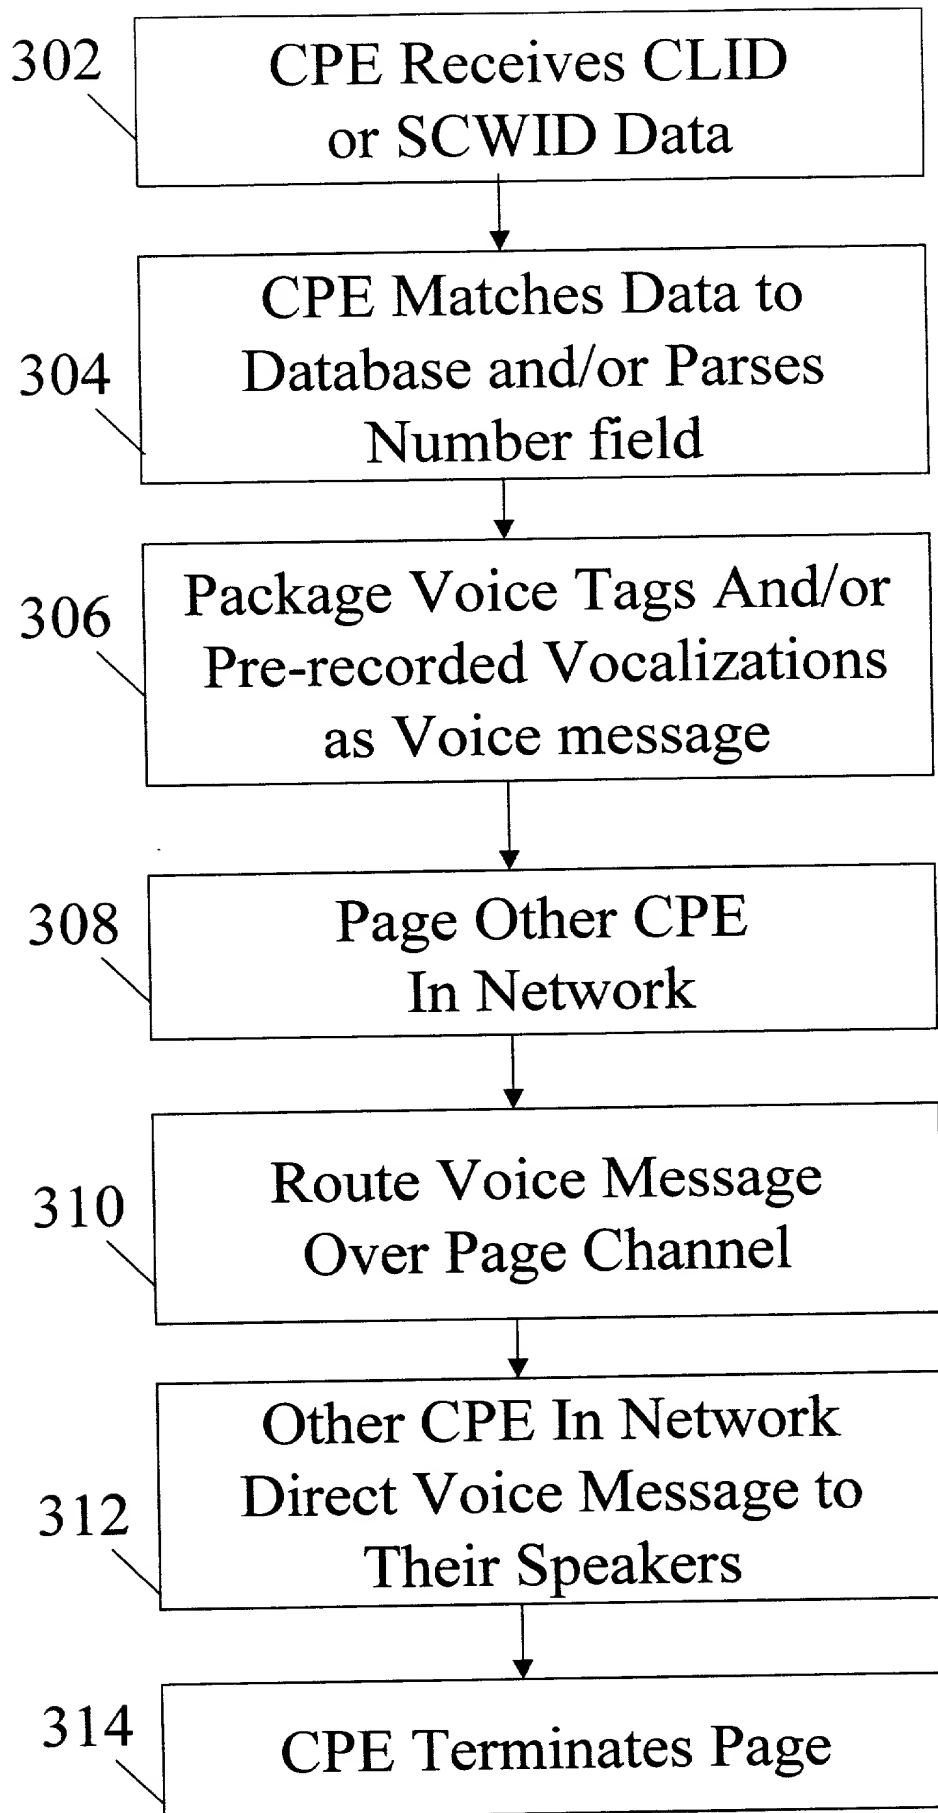 302
CPE Receives CLID
or SCWID Data
304
CPE Matches Data to
Database and/or Parses
Number field
306
Package Voice Tags And/or
Pre-recorded Vocalizations
as Voice message
308
Page Other CPE
In Network
310
Route Voice Message
Over Page Channel
312
Other CPE In Network
Direct Voice Message to
Their Speakers
314
CPE Terminates Page